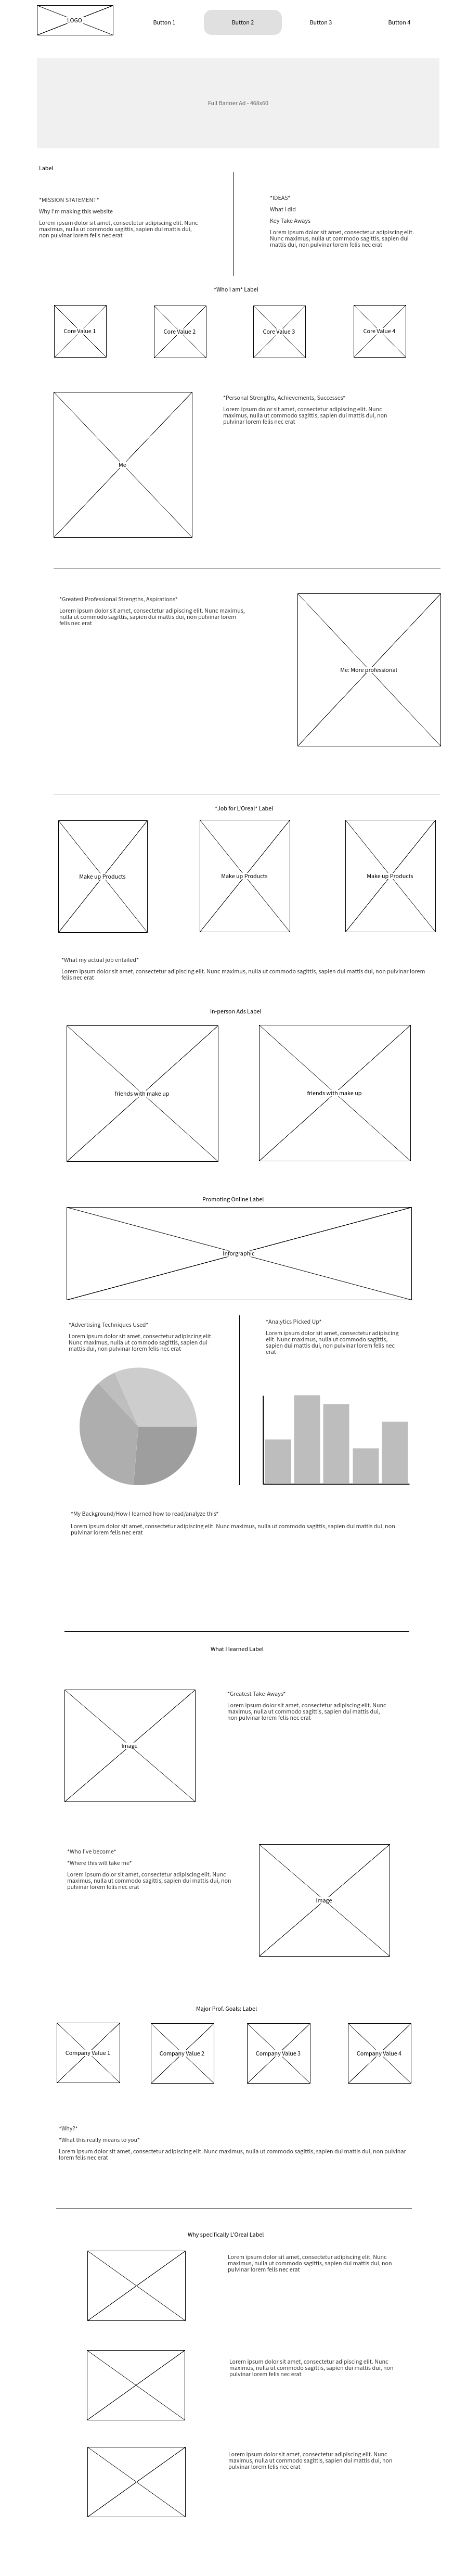 LOGO
Button 1
Button 2
Button 3
Button 4
Full Banner Ad - 468x60
Label
*MISSION STATEMENT*
Why I'm making this website
Lorem ipsum dolor sit amet, consectetur adipiscing elit. Nunc
maximus, nulla ut commodo sagittis, sapien dui mattis dui,
non pulvinar lorem felis nec erat
*IDEAS*
What I did
Key Take Aways
Lorem ipsum dolor sit amet, consectetur adipiscing elit.
Nunc maximus, nulla ut commodo sagittis, sapien dui
mattis dui, non pulvinar lorem felis nec erat
*Who I am* Label
Core Value 1
Core Value 2
Core Value 3
Core Value 4
Me
*Personal Strengths, Achievements, Successes*
Lorem ipsum dolor sit amet, consectetur adipiscing elit. Nunc
maximus, nulla ut commodo sagittis, sapien dui mattis dui, non
pulvinar lorem felis nec erat
*Greatest Professional Strengths, Aspirations*
Lorem ipsum dolor sit amet, consectetur adipiscing elit. Nunc maximus,
nulla ut commodo sagittis, sapien dui mattis dui, non pulvinar lorem
felis nec erat
Me: More professional
*Job for L'Oreal* Label
Make up Products
Make up Products
Make up Products
*What my actual job entailed*
Lorem ipsum dolor sit amet, consectetur adipiscing elit. Nunc maximus, nulla ut commodo sagittis, sapien dui mattis dui, non pulvinar lorem
felis nec erat
In-person Ads Label
friends with make up
friends with make up
Promoting Online Label
Inforgraphic
*Advertising Techniques Used*
Lorem ipsum dolor sit amet, consectetur adipiscing elit.
Nunc maximus, nulla ut commodo sagittis, sapien dui
mattis dui, non pulvinar lorem felis nec erat
*Analytics Picked Up*
Lorem ipsum dolor sit amet, consectetur adipiscing
elit. Nunc maximus, nulla ut commodo sagittis,
sapien dui mattis dui, non pulvinar lorem felis nec
erat
*My Background/How I learned how to read/analyze this*
Lorem ipsum dolor sit amet, consectetur adipiscing elit. Nunc maximus, nulla ut commodo sagittis, sapien dui mattis dui, non
pulvinar lorem felis nec erat
What I learned Label
Image
*Greatest Take-Aways*
Lorem ipsum dolor sit amet, consectetur adipiscing elit. Nunc
maximus, nulla ut commodo sagittis, sapien dui mattis dui,
non pulvinar lorem felis nec erat
*Who I've become*
*Where this will take me*
Lorem ipsum dolor sit amet, consectetur adipiscing elit. Nunc
maximus, nulla ut commodo sagittis, sapien dui mattis dui, non
pulvinar lorem felis nec erat
Image
Major Prof. Goals: Label
Company Value 1
Company Value 2
Company Value 3
Company Value 4
*Why?*
*What this really means to you*
Lorem ipsum dolor sit amet, consectetur adipiscing elit. Nunc maximus, nulla ut commodo sagittis, sapien dui mattis dui, non pulvinar
lorem felis nec erat
Why specifically L'Oreal Label
Lorem ipsum dolor sit amet, consectetur adipiscing elit. Nunc
maximus, nulla ut commodo sagittis, sapien dui mattis dui, non
pulvinar lorem felis nec erat
Lorem ipsum dolor sit amet, consectetur adipiscing elit. Nunc
maximus, nulla ut commodo sagittis, sapien dui mattis dui, non
pulvinar lorem felis nec erat
Lorem ipsum dolor sit amet, consectetur adipiscing elit. Nunc
maximus, nulla ut commodo sagittis, sapien dui mattis dui, non
pulvinar lorem felis nec erat